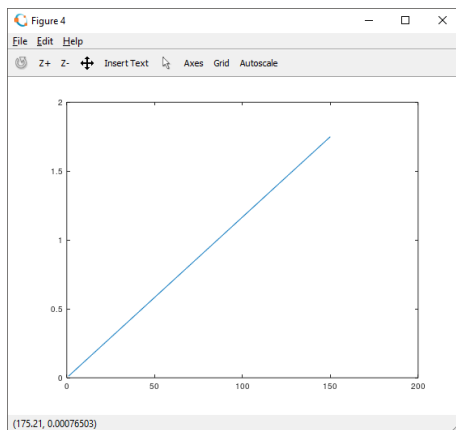 Figure 4
File Edit Help
Z+ Z- Insert Text Axes Grid Autoscale
2
1.5
1
0.5
0
0 50 100 150 200
(175.21, 0.00076503)